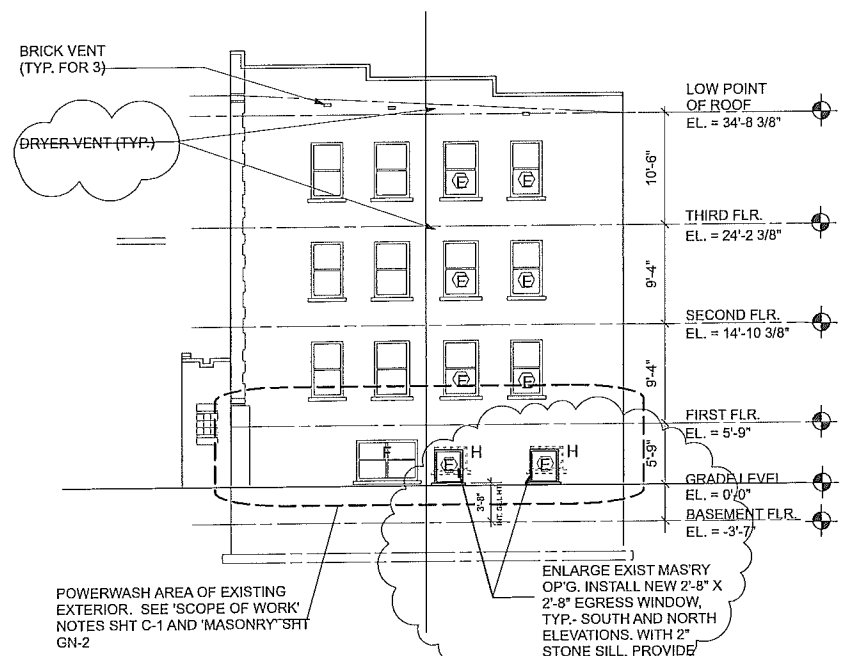 BRICK VENT
(TYP. FOR 3)
DRYER VENT (TYP.)
LOW POINT
OF ROOF
EL. = 34'-8 3/8"
10'-6"
THIRD FLR.
EL. = 24'-2 3/8"
9'-4"
SECOND FLR.
EL. = 14'-10 3/8"
9'-4"
FIRST FLR.
EL. = 5'-9"
5'-9"
GRADE LEVEL
EL. = 0'-0"
BASEMENT FLR.
EL. = -3'-7"
E
E
E
E
E
E
F
E
H
E
H
3'-8"
INT. SILL HT.
POWERWASH AREA OF EXISTING
EXTERIOR. SEE 'SCOPE OF WORK'
NOTES SHT C-1 AND 'MASONRY' SHT
GN-2
ENLARGE EXIST MAS'RY
OP'G. INSTALL NEW 2'-8" X
2'-8" EGRESS WINDOW,
TYP.- SOUTH AND NORTH
ELEVATIONS. WITH 2"
STONE SILL. PROVIDE